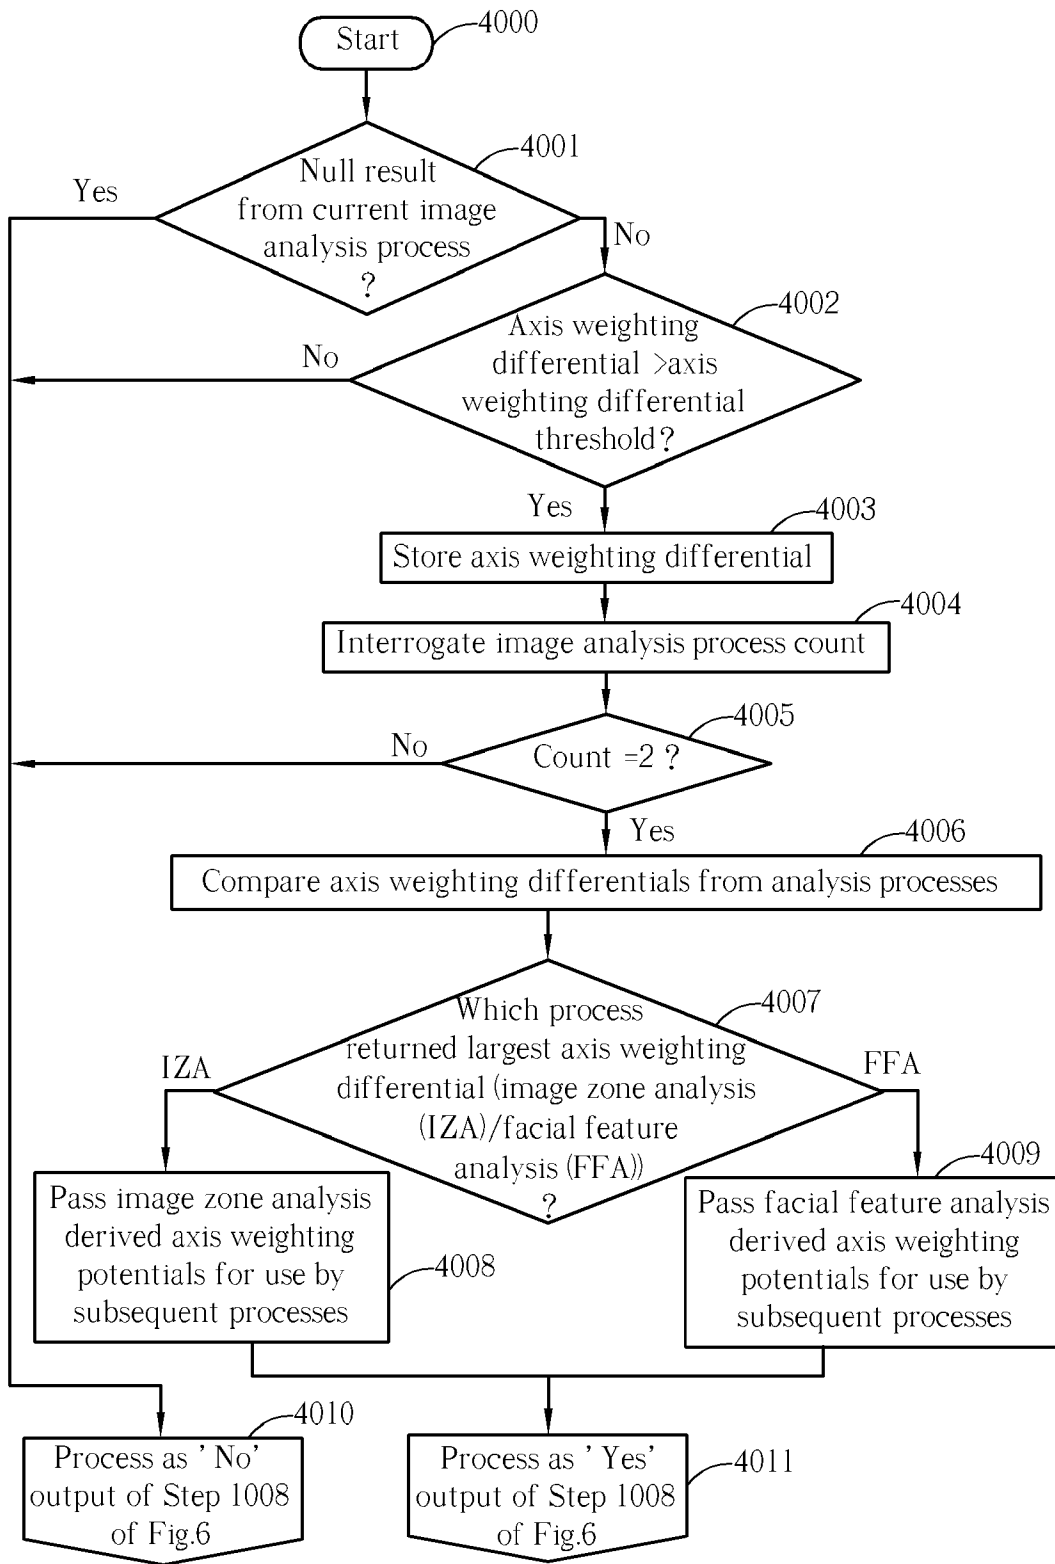 Start
4000
4001
Null result
from current image
analysis process
?
Yes
No
4002
Axis weighting
differential >axis
weighting differential
threshold?
No
Yes
4003
Store axis weighting differential
4004
Interrogate image analysis process count
4005
Count =2 ?
No
Yes
4006
Compare axis weighting differentials from analysis processes
4007
Which process
returned largest axis weighting
differential (image zone analysis
(IZA)/facial feature
analysis (FFA))
?
IZA
FFA
4009
Pass image zone analysis
derived axis weighting
potentials for use by
subsequent processes
4008
Pass facial feature analysis
derived axis weighting
potentials for use by
subsequent processes
4010
Process as ' No'
output of Step 1008
of Fig.6
4011
Process as ' Yes'
output of Step 1008
of Fig.6